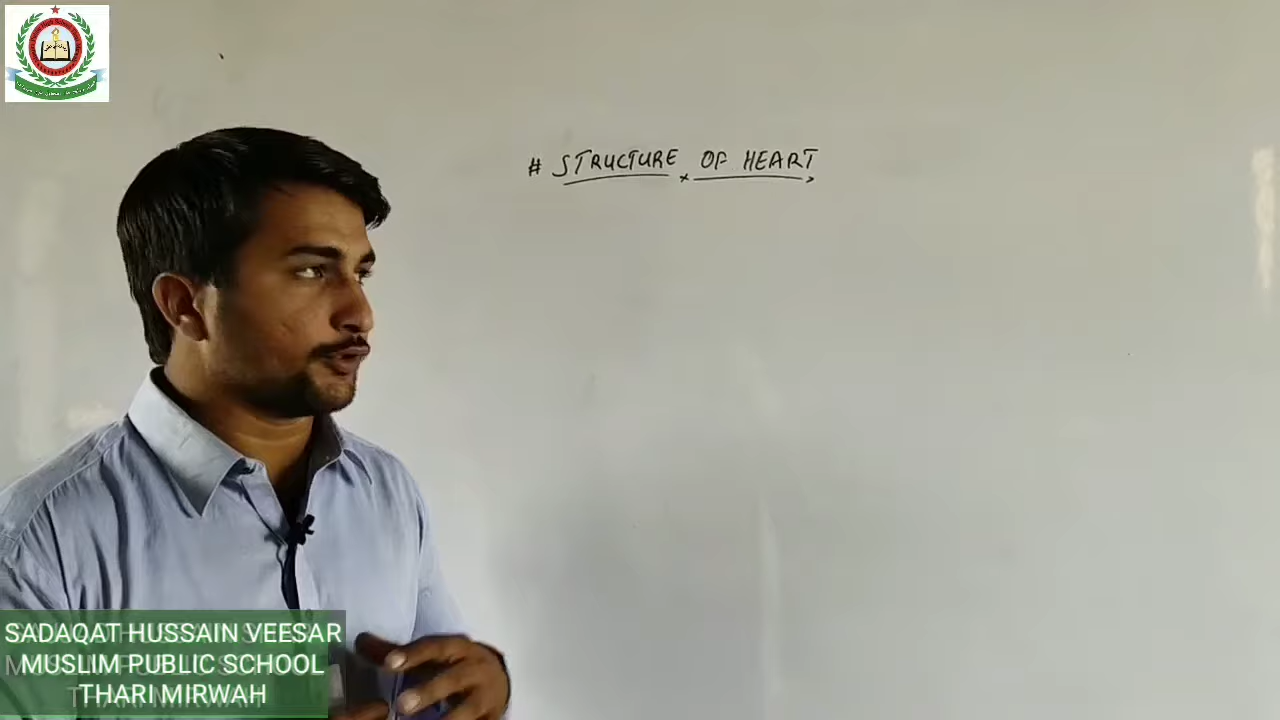 # STRUCTURE OF HEART
SADAQAT HUSSAIN VEESAR
MUSLIM PUBLIC SCHOOL
THARI MIRWAH